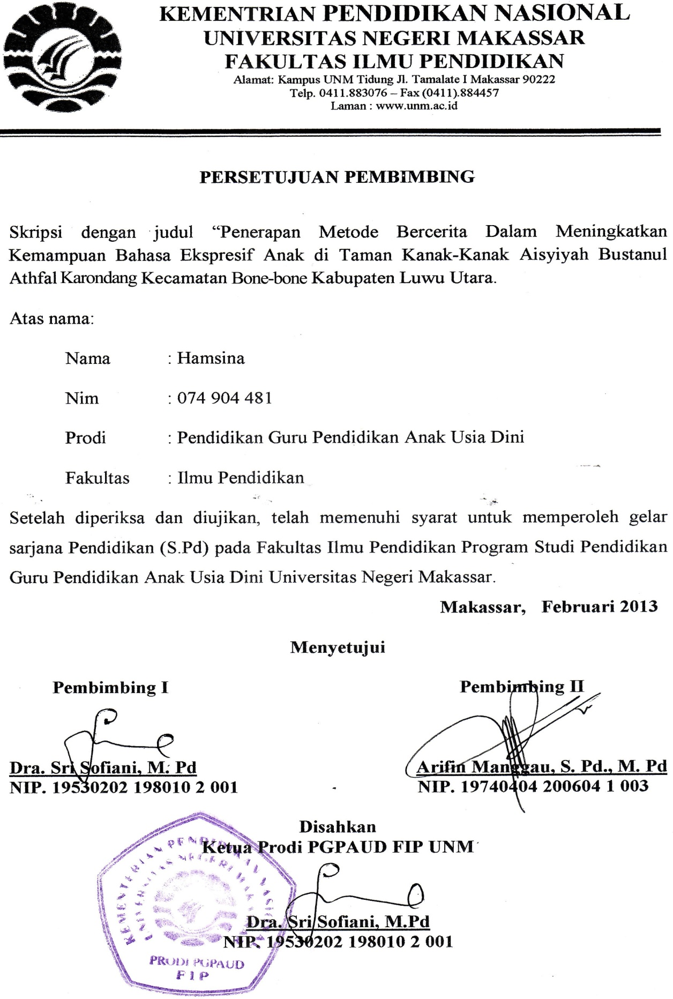 KEMENTRIAN PENDIDIKAN NASIONAL
UNIVERSITAS NEGERI MAKASSAR
FAKULTAS ILMU PENDIDIKAN
Alamat: Kampus UNM Tidung Jl. Tamalate I Makassar 90222
Telp. 0411.883076 – Fax (0411).884457
Laman : www.unm.ac.id
PERSETUJUAN PEMBIMBING
Skripsi dengan judul “Penerapan Metode Bercerita Dalam Meningkatkan
Kemampuan Bahasa Ekspresif Anak di Taman Kanak-Kanak Aisyiyah Bustanul
Athfal Karondang Kecamatan Bone-bone Kabupaten Luwu Utara.
Atas nama:
Nama : Hamsina
Nim : 074 904 481
Prodi : Pendidikan Guru Pendidikan Anak Usia Dini
Fakultas : Ilmu Pendidikan
Setelah diperiksa dan diujikan, telah memenuhi syarat untuk memperoleh gelar
sarjana Pendidikan (S.Pd) pada Fakultas Ilmu Pendidikan Program Studi Pendidikan
Guru Pendidikan Anak Usia Dini Universitas Negeri Makassar.
Makassar, Februari 2013
Menyetujui
Pembimbing I Pembimbing II
Dra. Sri Sofiani, M. Pd Arifin Manggau, S. Pd., M. Pd
NIP. 19530202 198010 2 001 NIP. 19740404 200604 1 003
Disahkan
Ketua Prodi PGPAUD FIP UNM
Dra. Sri Sofiani, M.Pd
NIP. 19530202 198010 2 001
KEMENTERIAN PENDIDIKAN NASIONAL
UNIVERSITAS NEGERI MAKASSAR
PRODI PGPAUD
FIP